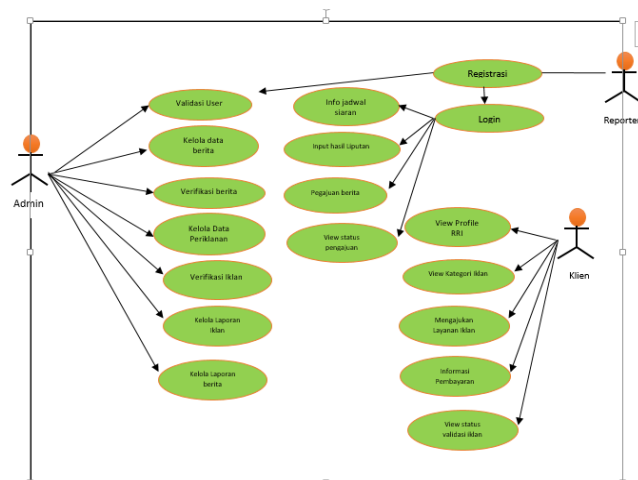 Registrasi
Reporter
Validasi User
Info jadwal
siaran
Login
Kelola data
berita
Input hasil Liputan
Admin
Verifikasi berita
Pegajuan berita
Kelola Data
Periklanan
View status
pengajuan
View Profile
RRI
Klien
Verifikasi Iklan
View Kategori Iklan
Kelola Laporan
Iklan
Mengajukan
Layanan Iklan
Kelola Laporan
berita
Informasi
Pembayaran
View status
validasi iklan